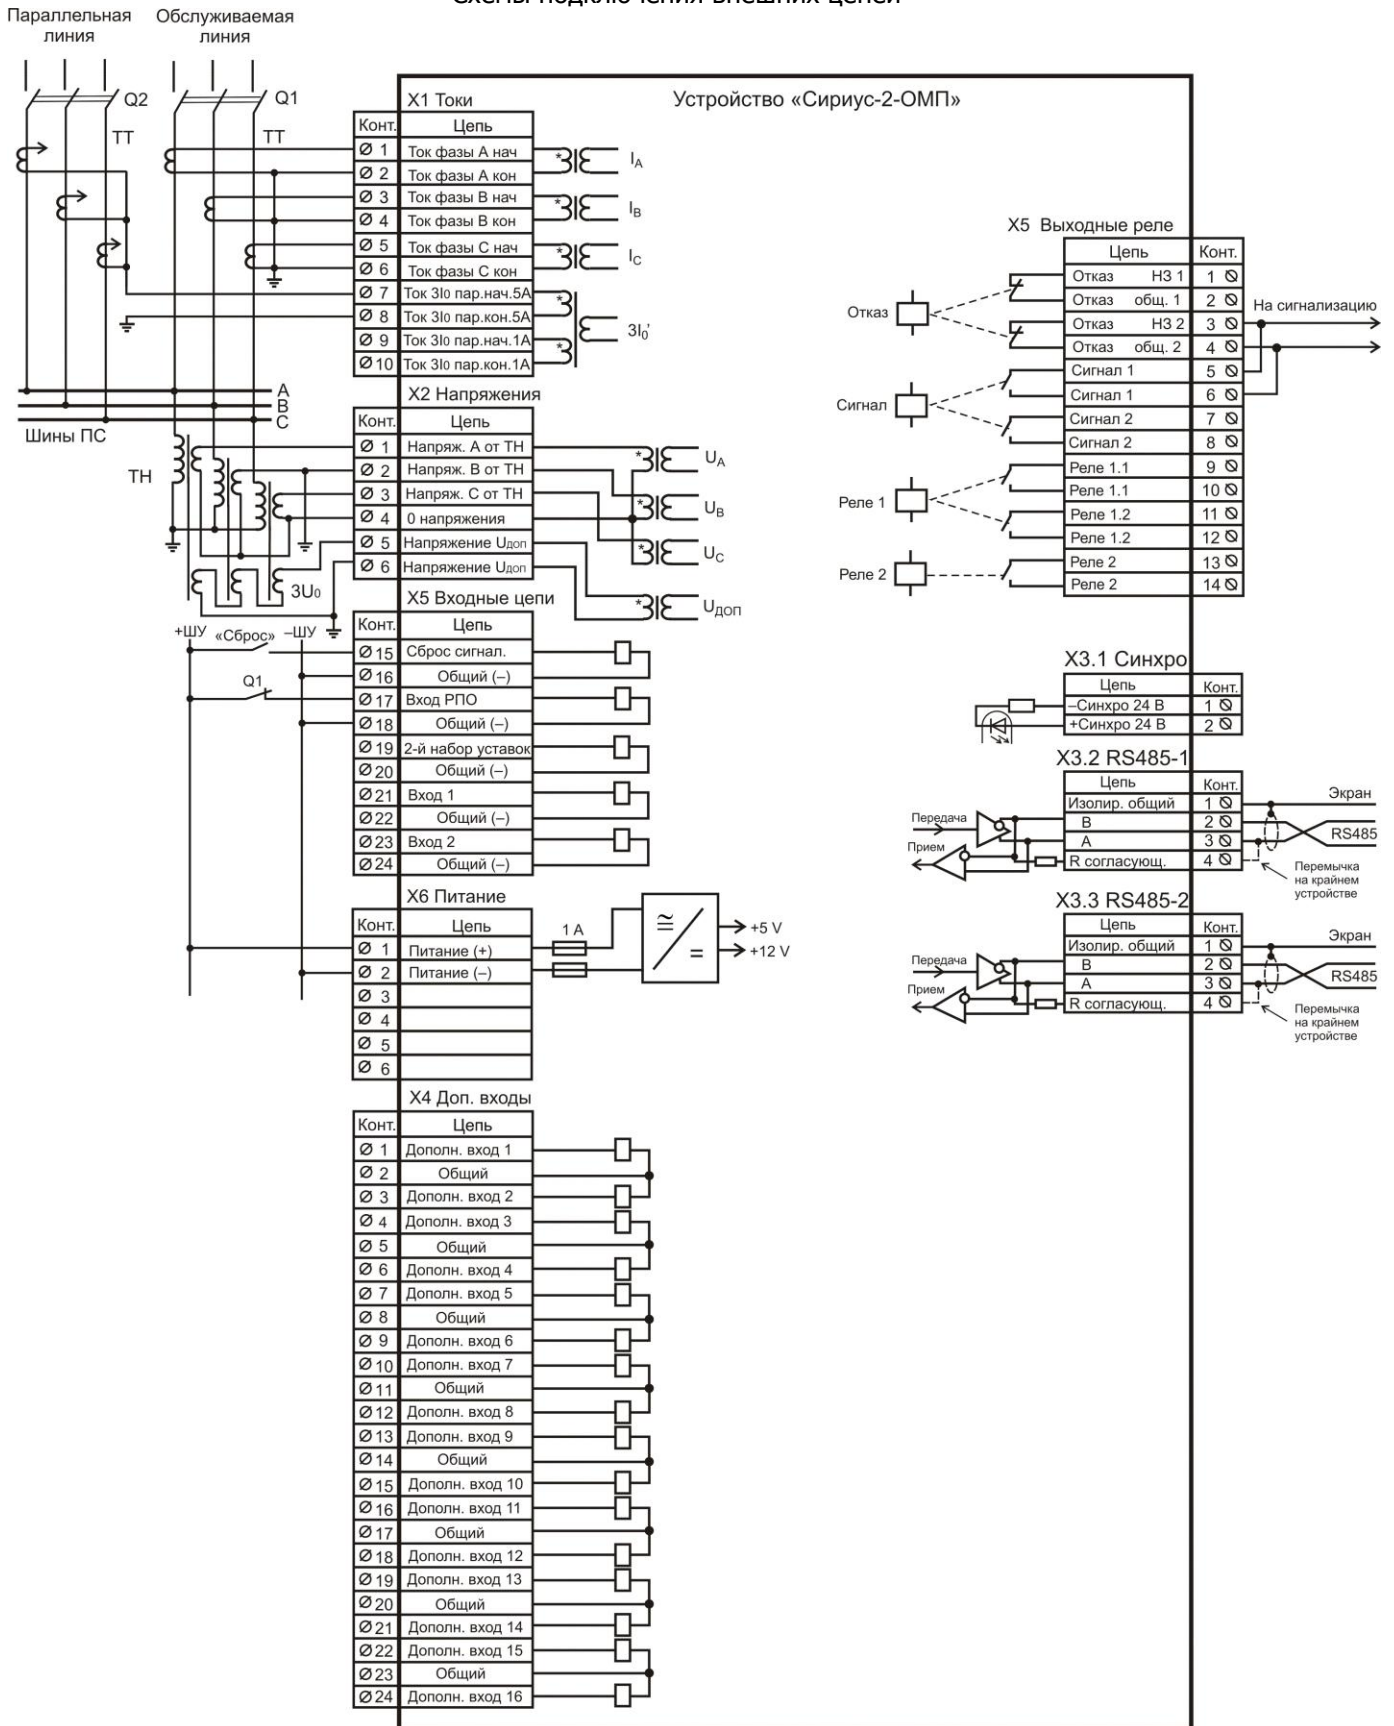 Схемы подключения внешних цепей
Параллельная линия
Обслуживаемая линия
Q2
Q1
ТТ
ТТ
Устройство «Сириус-2-ОМП»
X1 Токи
Конт. Цепь
1 Ток фазы А нач
2 Ток фазы А кон
3 Ток фазы В нач
4 Ток фазы В кон
5 Ток фазы С нач
6 Ток фазы С кон
7 Ток 3I0 пар.нач.5А
8 Ток 3I0 пар.кон.5А
9 Ток 3I0 пар.нач.1А
10 Ток 3I0 пар.кон.1А
* IA
* IB
* IC
* * 3I0'
A
B
C
Шины ПС
ТН
3U0
X2 Напряжения
Конт. Цепь
1 Напряж. А от ТН
2 Напряж. В от ТН
3 Напряж. С от ТН
4 0 напряжения
5 Напряжение Uдоп
6 Напряжение Uдоп
* UA
* UB
* UC
* UДОП
+ШУ «Сброс» –ШУ
Q1
X5 Входные цепи
Конт. Цепь
15 Сброс сигнал.
16 Общий (–)
17 Вход РПО
18 Общий (–)
19 2-й набор уставок
20 Общий (–)
21 Вход 1
22 Общий (–)
23 Вход 2
24 Общий (–)
X6 Питание
Конт. Цепь
1 Питание (+)
2 Питание (–)
3
4
5
6
1 А
≅ / =
+5 V
+12 V
X4 Доп. входы
Конт. Цепь
1 Дополн. вход 1
2 Общий
3 Дополн. вход 2
4 Дополн. вход 3
5 Общий
6 Дополн. вход 4
7 Дополн. вход 5
8 Общий
9 Дополн. вход 6
10 Дополн. вход 7
11 Общий
12 Дополн. вход 8
13 Дополн. вход 9
14 Общий
15 Дополн. вход 10
16 Дополн. вход 11
17 Общий
18 Дополн. вход 12
19 Дополн. вход 13
20 Общий
21 Дополн. вход 14
22 Дополн. вход 15
23 Общий
24 Дополн. вход 16
X5 Выходные реле
Цепь Конт.
Отказ НЗ 1 1
Отказ общ. 1 2
Отказ НЗ 2 3
Отказ общ. 2 4
Сигнал 1 5
Сигнал 1 6
Сигнал 2 7
Сигнал 2 8
Реле 1.1 9
Реле 1.1 10
Реле 1.2 11
Реле 1.2 12
Реле 2 13
Реле 2 14
Отказ
Сигнал
Реле 1
Реле 2
На сигнализацию
X3.1 Синхро
Цепь Конт.
–Синхро 24 В 1
+Синхро 24 В 2
X3.2 RS485-1
Цепь Конт.
Изолир. общий 1
B 2
A 3
R согласующ. 4
Передача
Прием
Экран
RS485
Перемычка
на крайнем
устройстве
X3.3 RS485-2
Цепь Конт.
Изолир. общий 1
B 2
A 3
R согласующ. 4
Передача
Прием
Экран
RS485
Перемычка
на крайнем
устройстве